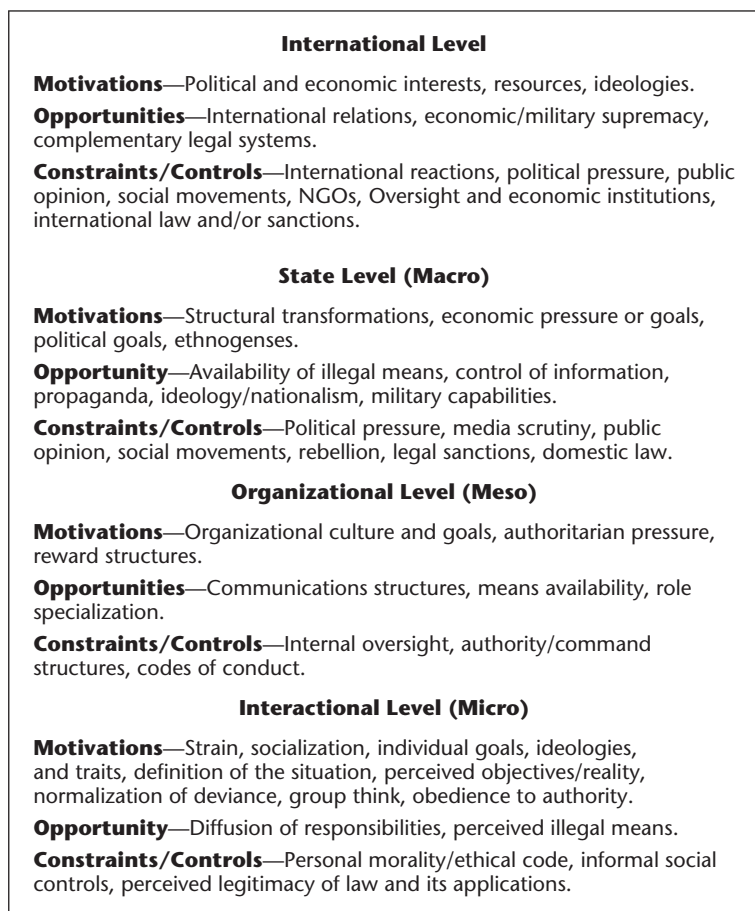 International Level
Motivations—Political and economic interests, resources, ideologies.
Opportunities—International relations, economic/military supremacy,
complementary legal systems.
Constraints/Controls—International reactions, political pressure, public
opinion, social movements, NGOs, Oversight and economic institutions,
international law and/or sanctions.
State Level (Macro)
Motivations—Structural transformations, economic pressure or goals,
political goals, ethnogenses.
Opportunity—Availability of illegal means, control of information,
propaganda, ideology/nationalism, military capabilities.
Constraints/Controls—Political pressure, media scrutiny, public
opinion, social movements, rebellion, legal sanctions, domestic law.
Organizational Level (Meso)
Motivations—Organizational culture and goals, authoritarian pressure,
reward structures.
Opportunities—Communications structures, means availability, role
specialization.
Constraints/Controls—Internal oversight, authority/command
structures, codes of conduct.
Interactional Level (Micro)
Motivations—Strain, socialization, individual goals, ideologies,
and traits, definition of the situation, perceived objectives/reality,
normalization of deviance, group think, obedience to authority.
Opportunity—Diffusion of responsibilities, perceived illegal means.
Constraints/Controls—Personal morality/ethical code, informal social
controls, perceived legitimacy of law and its applications.